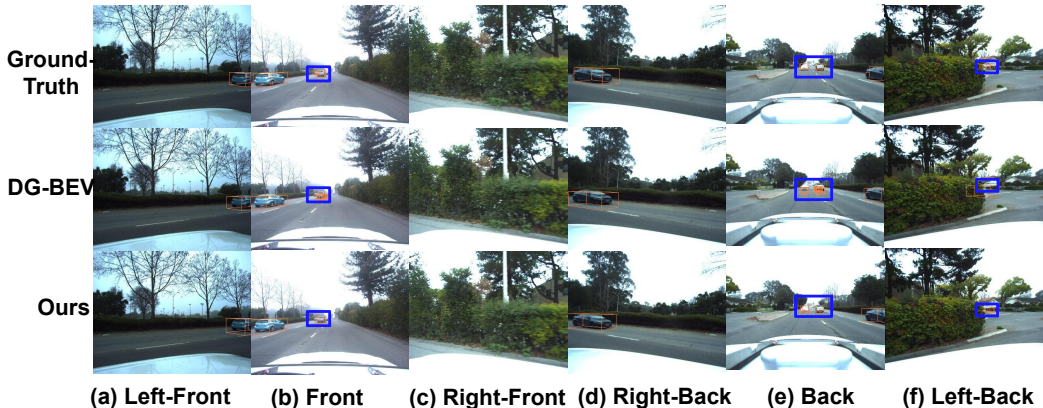 Ground-
Truth
DG-BEV
Ours
(a) Left-Front
(b) Front
(c) Right-Front
(d) Right-Back
(e) Back
(f) Left-Back